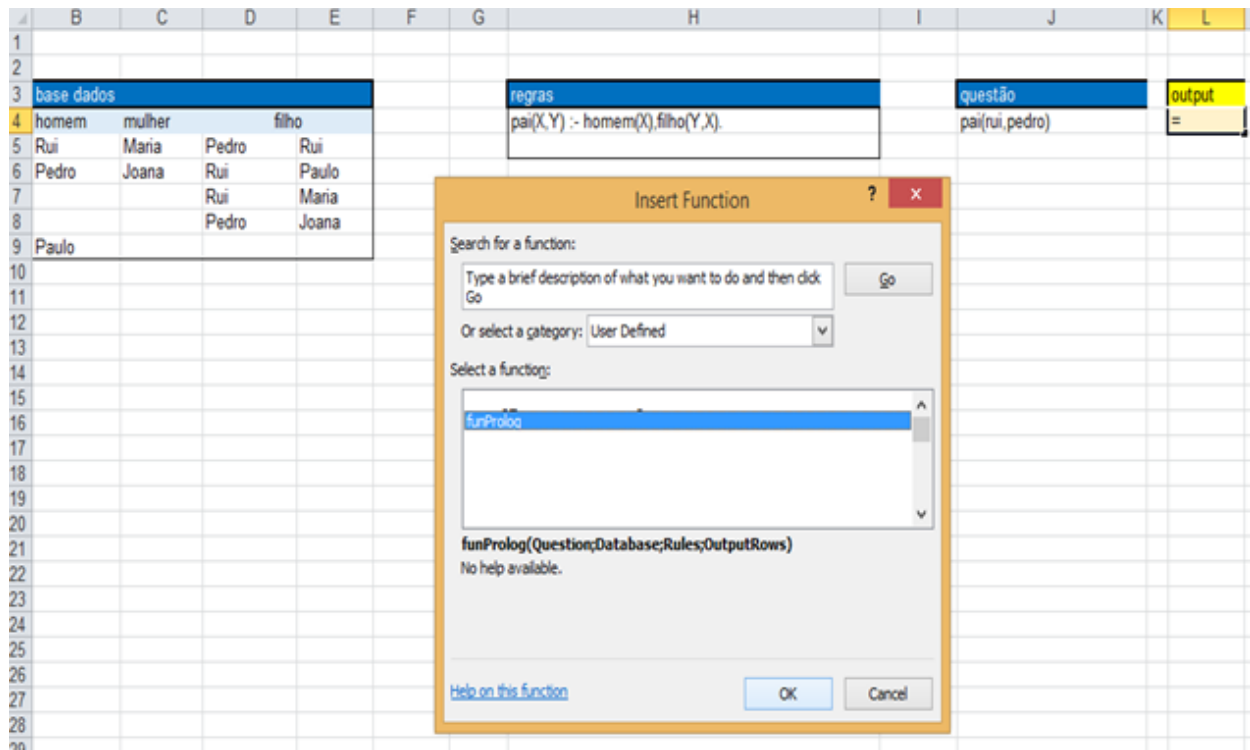 B C D E F G H I J K L
1
2
3 base dados regras questão output
4 homem mulher filho pai(X,Y) :- homem(X),filho(Y,X). pai(rui,pedro) =
5 Rui Maria Pedro Rui
6 Pedro Joana Rui Paulo
7 Rui Maria
8 Pedro Joana
9 Paulo
10
11
12
13
14
15
16
17
18
19
20
21
22
23
24
25
26
27
28
29
Insert Function ? x
Search for a function:
Type a brief description of what you want to do and then click
Go
Go
Or select a category: User Defined
Select a function:
funProlog
funProlog(Question;Database;Rules;OutputRows)
No help available.
Help on this function OK Cancel